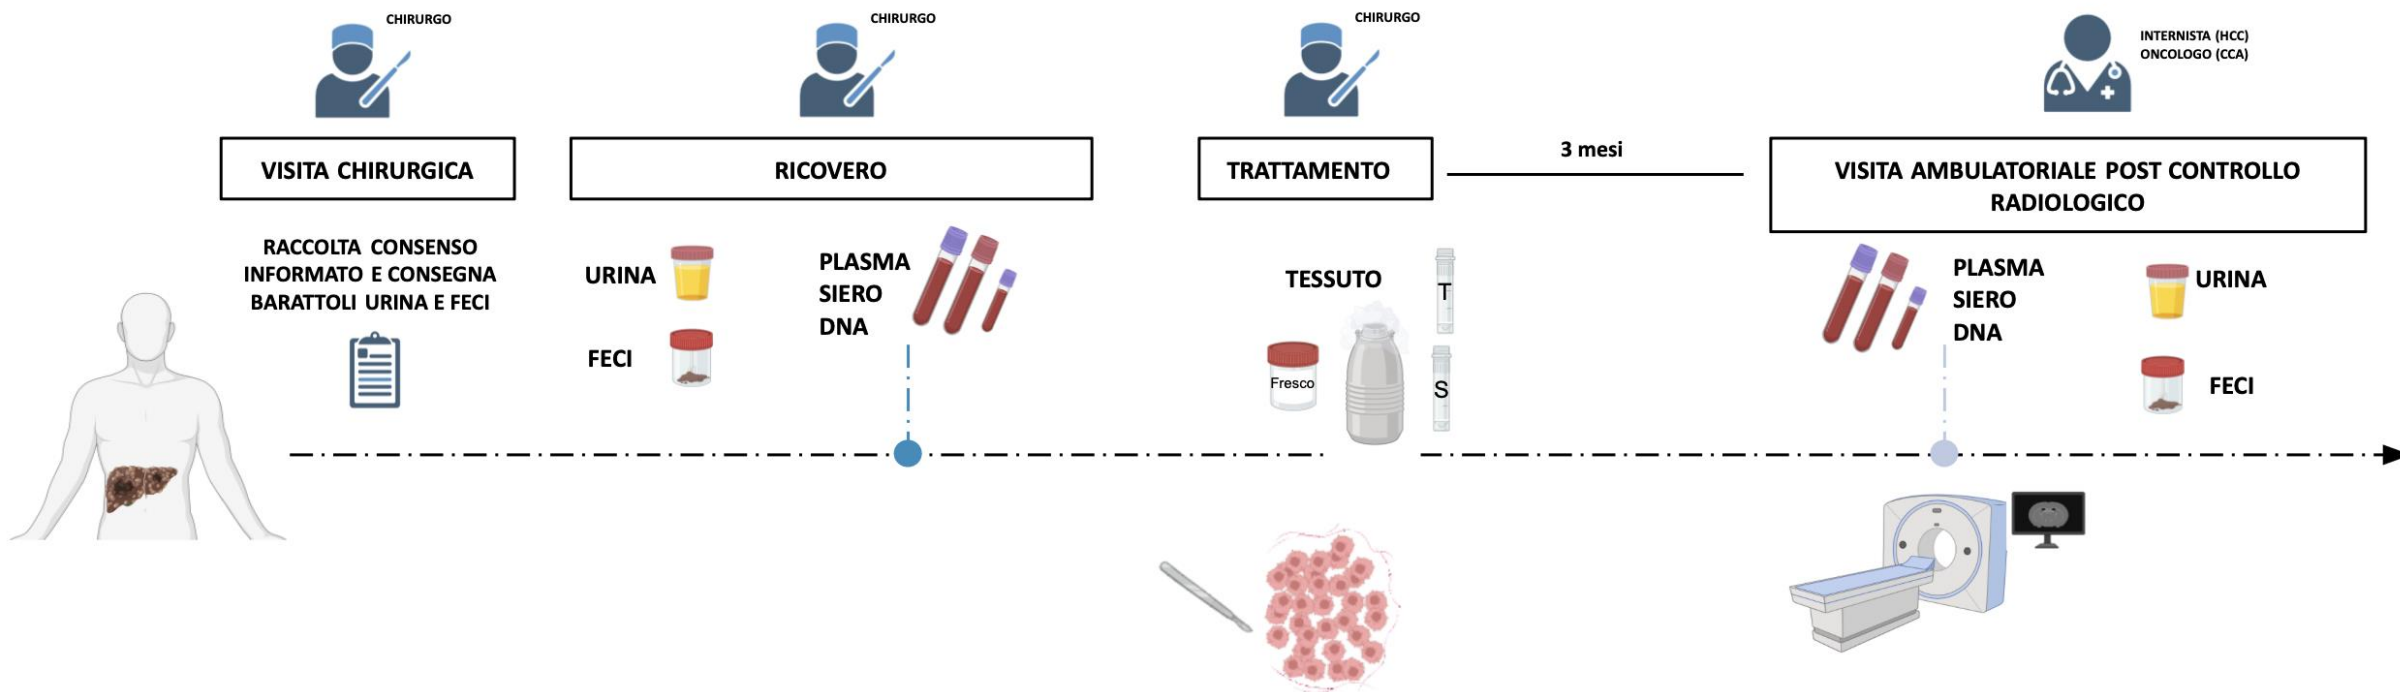 CHIRURGO
CHIRURGO
CHIRURGO
INTERNISTA (HCC)
ONCOLOGO (CCA)
VISITA CHIRURGICA
RICOVERO
TRATTAMENTO
3 mesi
VISITA AMBULATORIALE POST CONTROLLO
RADIOLOGICO
RACCOLTA CONSENSO
INFORMATO E CONSEGNA
BARATTOLI URINA E FECI
URINA
FECI
PLASMA
SIERO
DNA
TESSUTO
T
Fresco
S
PLASMA
SIERO
DNA
URINA
FECI